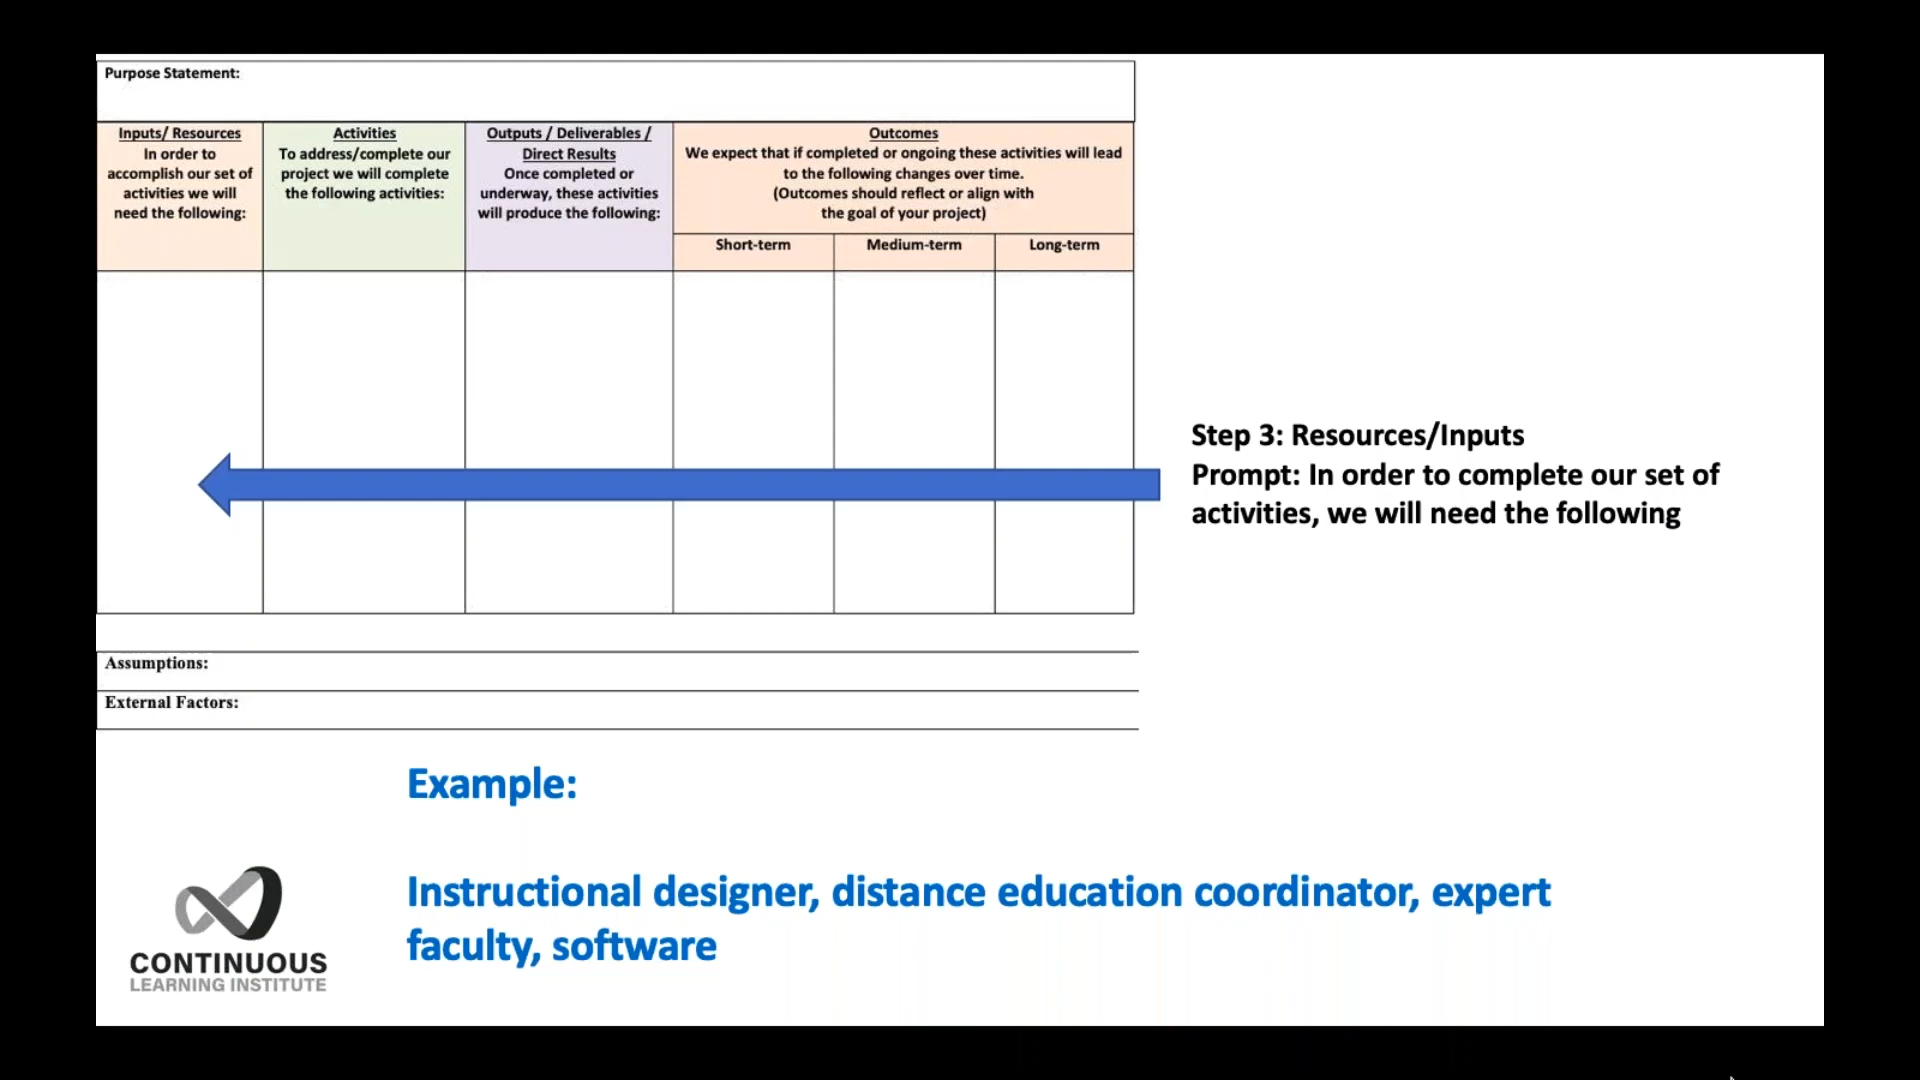 Purpose Statement:
Inputs/ Resources
In order to
accomplish our set of
activities we will
need the following:
Activities
To address/complete our
project we will complete
the following activities:
Outputs / Deliverables /
Direct Results
Once completed or
underway, these activities
will produce the following:
Outcomes
We expect that if completed or ongoing these activities will lead
to the following changes over time.
(Outcomes should reflect or align with
the goal of your project)
Short-term
Medium-term
Long-term
Step 3: Resources/Inputs
Prompt: In order to complete our set of
activities, we will need the following
Assumptions:
External Factors:
Example:
Instructional designer, distance education coordinator, expert
faculty, software
CONTINUOUS
LEARNING INSTITUTE